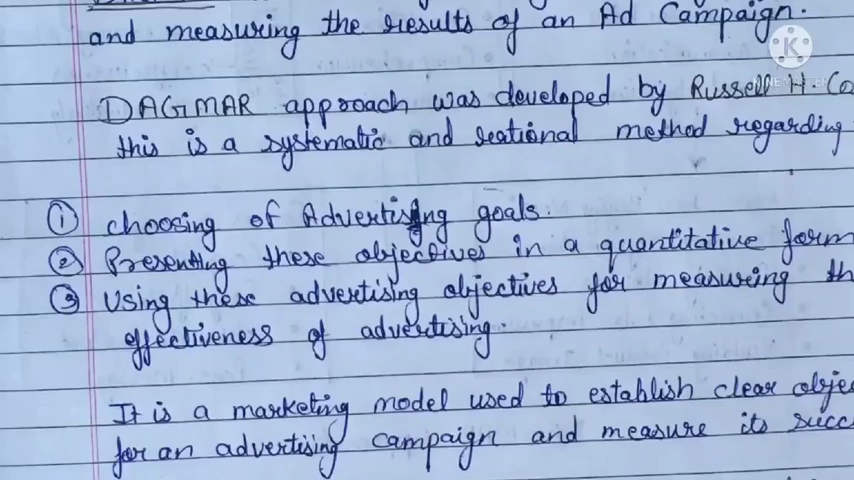 and measuring the results of an Ad Campaign.
K
KINEMASTER
DAGMAR approach was developed by Russell H. Co
this is a systematic and rational method regarding
① choosing of Advertising goals.
② Presenting these objectives in a quantitative form
③ Using these advertising objectives for measuring th
effectiveness of advertising.
It is a marketing model used to establish clear obje
for an advertising campaign and measure its succ